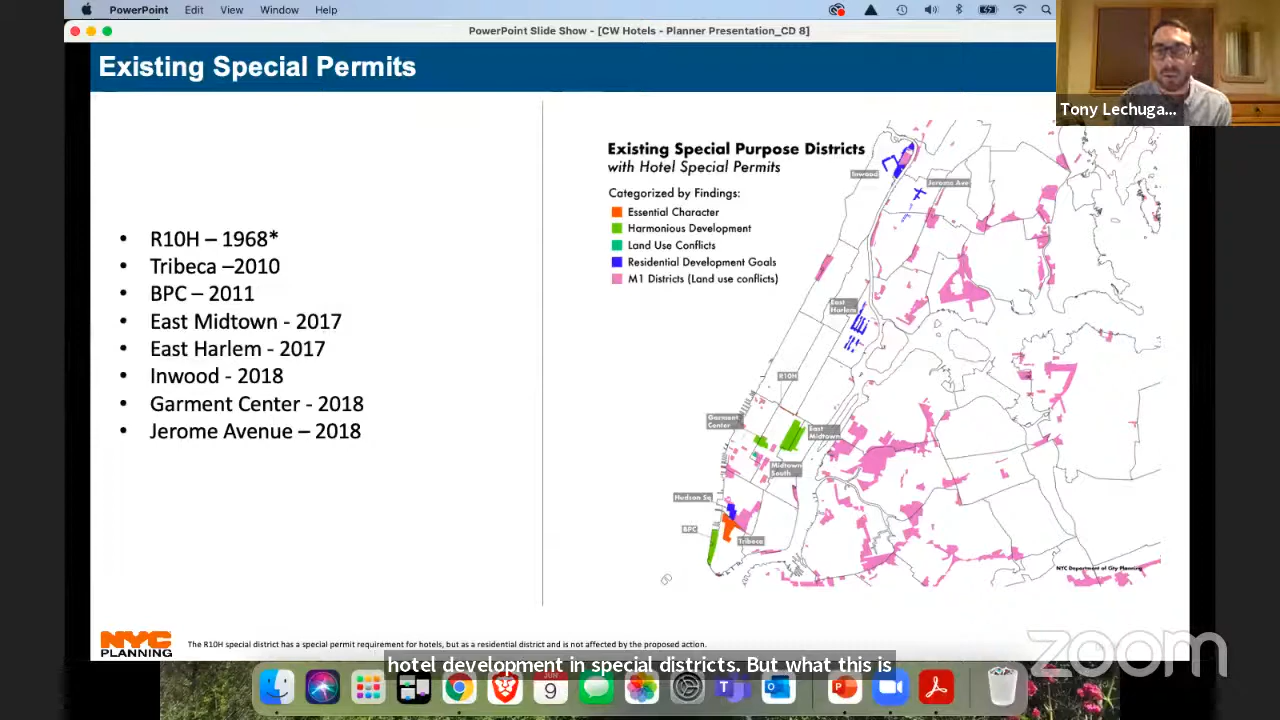 PowerPoint Edit View Window Help
PowerPoint Slide Show - [CW Hotels - Planner Presentation_CD 8]
Tony Lechuga...
Existing Special Permits
• R10H – 1968*
• Tribeca –2010
• BPC – 2011
• East Midtown - 2017
• East Harlem - 2017
• Inwood - 2018
• Garment Center - 2018
• Jerome Avenue – 2018
Existing Special Purpose Districts
with Hotel Special Permits
Categorized by Findings:
Essential Character
Harmonious Development
Land Use Conflicts
Residential Development Goals
M1 Districts (Land use conflicts)
Inwood
Jerome Ave
East
Harlem
R10H
Garment
Center
East
Midtown
Midtown
South
Hudson Sq
BPC
Tribeca
NYC Department of City Planning
NYC
PLANNING
The R10H special district has a special permit requirement for hotels, but as a residential district and is not affected by the proposed action.
hotel development in special districts. But what this is
zoom
JUN
9
T
P